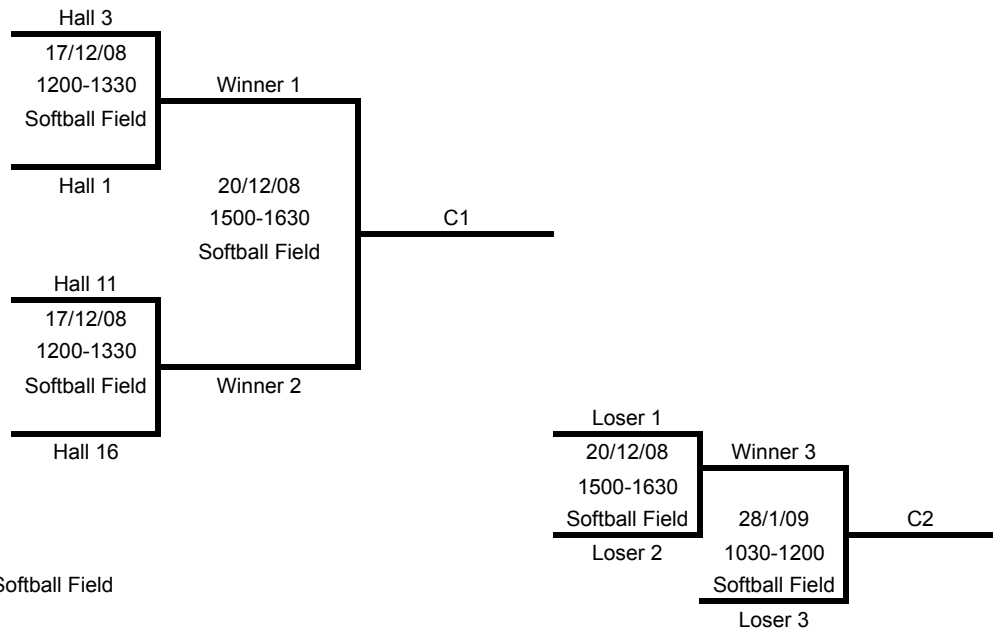 Hall 3
17/12/08
1200-1330
Softball Field
Hall 1
Winner 1
20/12/08
1500-1630
Softball Field
C1
Hall 11
17/12/08
1200-1330
Softball Field
Hall 16
Winner 2
Loser 1
20/12/08
1500-1630
Softball Field
Loser 2
Winner 3
28/1/09
1030-1200
Softball Field
Loser 3
C2
Softball Field